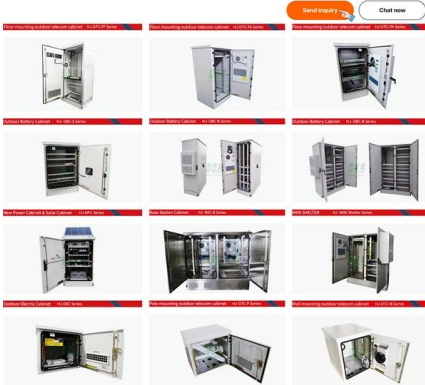 Send Inquiry
Chat now
Floor mounting outdoor telecom cabinet HJ-OTC-FF Series
Floor mounting outdoor telecom cabinet HJ-OTC-FA Series
Floor mounting outdoor telecom cabinet HJ-OTC-FH Series
Outdoor Battery Cabinet HJ-OBC-S Series
Outdoor Battery Cabinet HJ-OBC-B Series
Outdoor Battery Cabinet HJ-OBC-R Series
New Power Cabinet & Solar Cabinet HJ-NPC Series
Base Station Cabinet HJ-BSC-R Series
MINI SHELTER HJ-MINI Shelter Series
Outdoor Electric Cabinet HJ-OEC Series
Pole mounting outdoor telecom cabinet HJ-OTC-P Series
Wall mounting outdoor telecom cabinet HJ-OTC-W Series